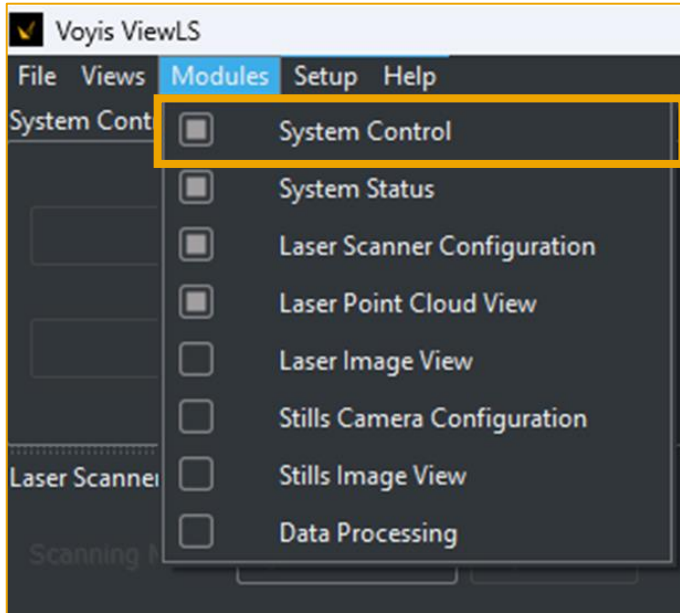 Voyis ViewLS
File Views Modules Setup Help
System Cont
System Control
System Status
Laser Scanner Configuration
Laser Point Cloud View
Laser Image View
Stills Camera Configuration
Laser Scanner
Stills Image View
Data Processing
Scanning